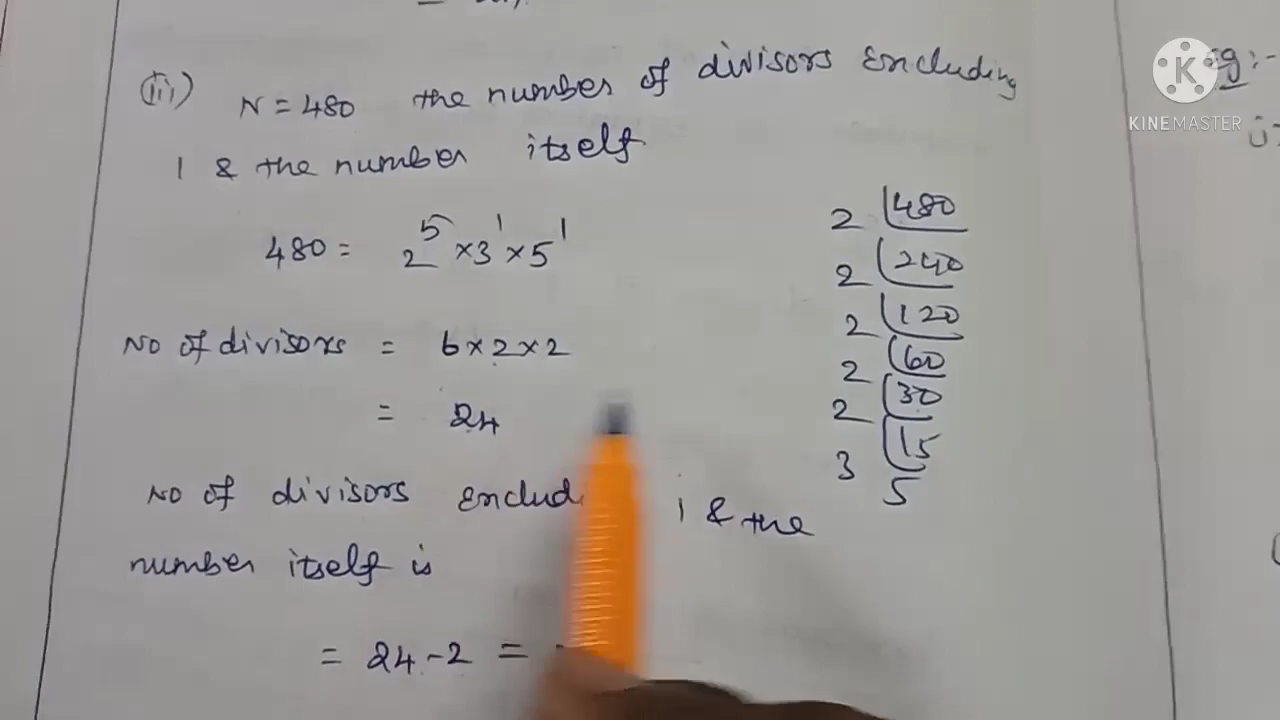 (iii) N = 480 the number of divisors Encluding
1 & the number itself
480 = 2^5 × 3^1 × 5^1
No of divisors = 6 × 2 × 2
= 24
No of divisors 1 & the
number itself is
= 24 - 2 =
2 480
2 240
2 120
2 60
2 30
3 15
5
K
KINEMASTER
eg :-